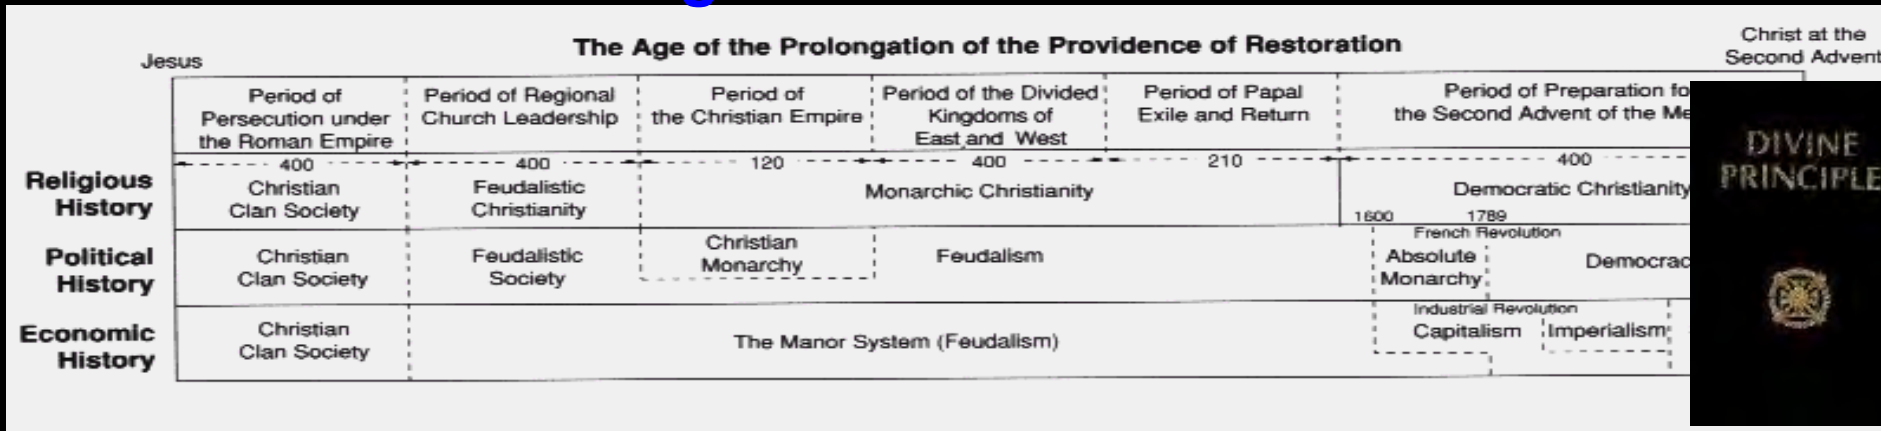 The Age of the Prolongation of the Providence of Restoration
Jesus
Christ at the
Second Advent
Period of
Persecution under
the Roman Empire
Period of Regional
Church Leadership
Period of
the Christian Empire
Period of the Divided
Kingdoms of
East and West
Period of Papal
Exile and Return
Period of Preparation fo
the Second Advent of the Me
400
400
120
400
210
400
Religious
History
Christian
Clan Society
Feudalistic
Christianity
Monarchic Christianity
Democratic Christianity
1600
1789
French Revolution
Political
History
Christian
Clan Society
Feudalistic
Society
Christian
Monarchy
Feudalism
Absolute
Monarchy
Democrac
Industrial Revolution
Economic
History
Christian
Clan Society
The Manor System (Feudalism)
Capitalism
Imperialism
DIVINE
PRINCIPLE